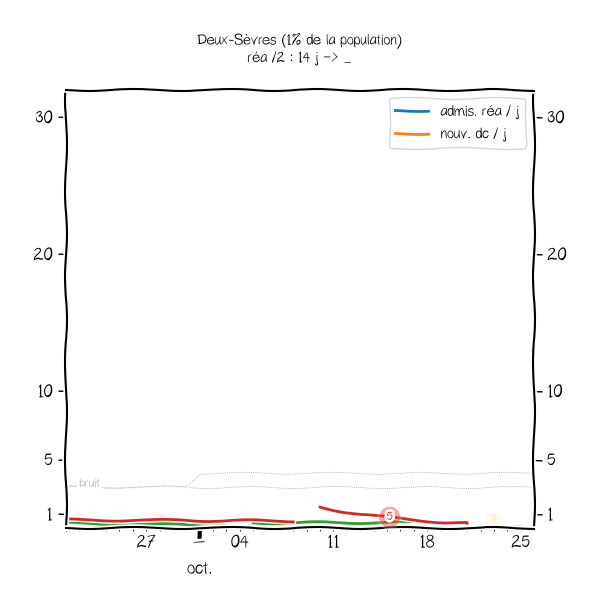 Deux-Sèvres (1% de la population)
réa /2 : 14 j -> _
admis. réa / j
nouv. dc / j
30 30
20 20
10 10
5 5
bruit
5
1 1
27 04 11 18 25
oct.